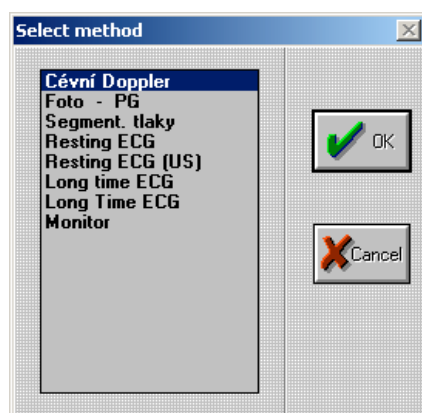 Select method
Cévní Doppler
Foto - PG
Segment. tlaky
Resting ECG
Resting ECG (US)
Long time ECG
Long Time ECG
Monitor
OK
Cancel